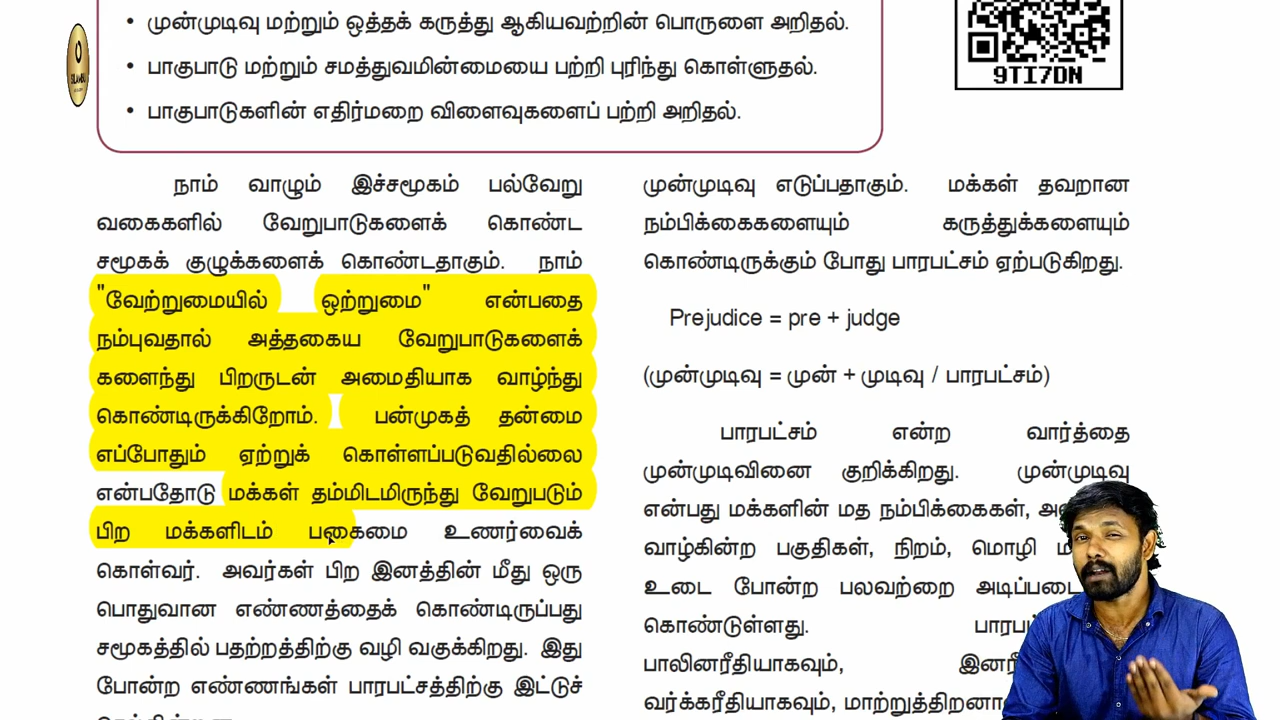 • முன்முடிவு மற்றும் ஒத்தக் கருத்து ஆகியவற்றின் பொருளை அறிதல்.
• பாகுபாடு மற்றும் சமத்துவமின்மையை பற்றி புரிந்து கொள்ளுதல்.
• பாகுபாடுகளின் எதிர்மறை விளைவுகளைப் பற்றி அறிதல்.
9TI7DN
நாம் வாழும் இச்சமூகம் பல்வேறு
வகைகளில் வேறுபாடுகளைக் கொண்ட
சமூகக் குழுக்களைக் கொண்டதாகும். நாம்
"வேற்றுமையில் ஒற்றுமை" என்பதை
நம்புவதால் அத்தகைய வேறுபாடுகளைக்
களைந்து பிறருடன் அமைதியாக வாழ்ந்து
கொண்டிருக்கிறோம். பன்முகத் தன்மை
எப்போதும் ஏற்றுக் கொள்ளப்படுவதில்லை
என்பதோடு மக்கள் தம்மிடமிருந்து வேறுபடும்
பிற மக்களிடம் பகைமை உணர்வைக்
கொள்வர். அவர்கள் பிற இனத்தின் மீது ஒரு
பொதுவான எண்ணத்தைக் கொண்டிருப்பது
சமூகத்தில் பதற்றத்திற்கு வழி வகுக்கிறது. இது
போன்ற எண்ணங்கள் பாரபட்சத்திற்கு இட்டுச்
முன்முடிவு எடுப்பதாகும். மக்கள் தவறான
நம்பிக்கைகளையும் கருத்துக்களையும்
கொண்டிருக்கும் போது பாரபட்சம் ஏற்படுகிறது.
Prejudice = pre + judge
(முன்முடிவு = முன் + முடிவு / பாரபட்சம்)
பாரபட்சம் என்ற வார்த்தை
முன்முடிவினை குறிக்கிறது. முன்முடிவு
என்பது மக்களின் மத நம்பிக்கைகள்,
வாழ்கின்ற பகுதிகள், நிறம், மொழி
உடை போன்ற பலவற்றை
கொண்டுள்ளது.
பாலினரீதியாகவும்,
வர்க்கரீதியாகவும்,